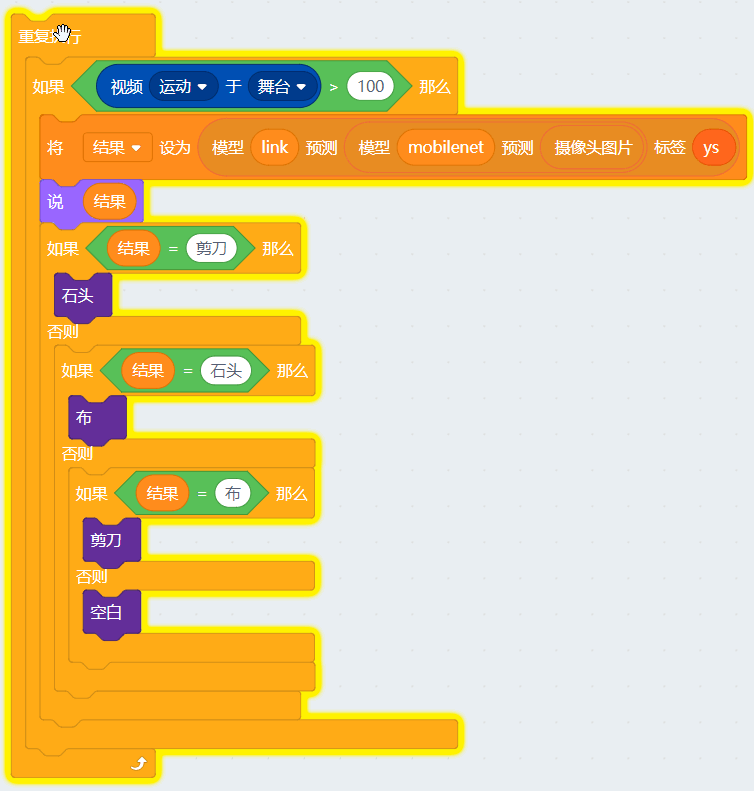 重复执行
如果 视频 运动 于 舞台 > 100 那么
将 结果 设为 模型 link 预测 模型 mobilenet 预测 摄像头图片 标签 ys
说 结果
如果 结果 = 剪刀 那么
石头
否则
如果 结果 = 石头 那么
布
否则
如果 结果 = 布 那么
剪刀
否则
空白